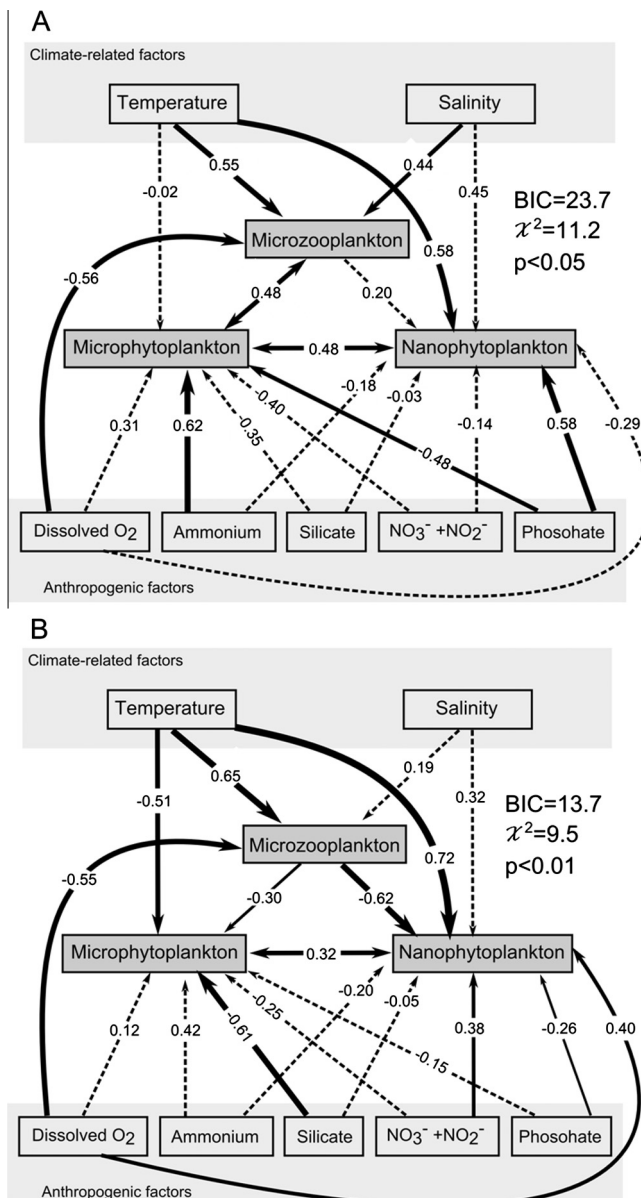 A
Climate-related factors
Temperature
Salinity
0.55
0.44
-0.02
0.45
BIC=23.7
𝒳²=11.2
p<0.05
Microzooplankton
-0.56
0.58
0.48
0.20
Microphytoplankton
0.48
Nanophytoplankton
-0.18
-0.03
-0.40
0.31
0.62
-0.35
-0.14
0.58
-0.29
-0.48
Dissolved O₂
Ammonium
Silicate
NO₃⁻ +NO₂⁻
Phosohate
Anthropogenic factors
B
Climate-related factors
Temperature
Salinity
0.65
0.19
-0.51
0.32
BIC=13.7
𝒳²=9.5
p<0.01
Microzooplankton
-0.55
0.72
-0.30
-0.62
Microphytoplankton
0.32
Nanophytoplankton
-0.20
-0.05
-0.25
0.12
0.42
-0.61
0.38
-0.26
0.40
-0.15
Dissolved O₂
Ammonium
Silicate
NO₃⁻ +NO₂⁻
Phosohate
Anthropogenic factors